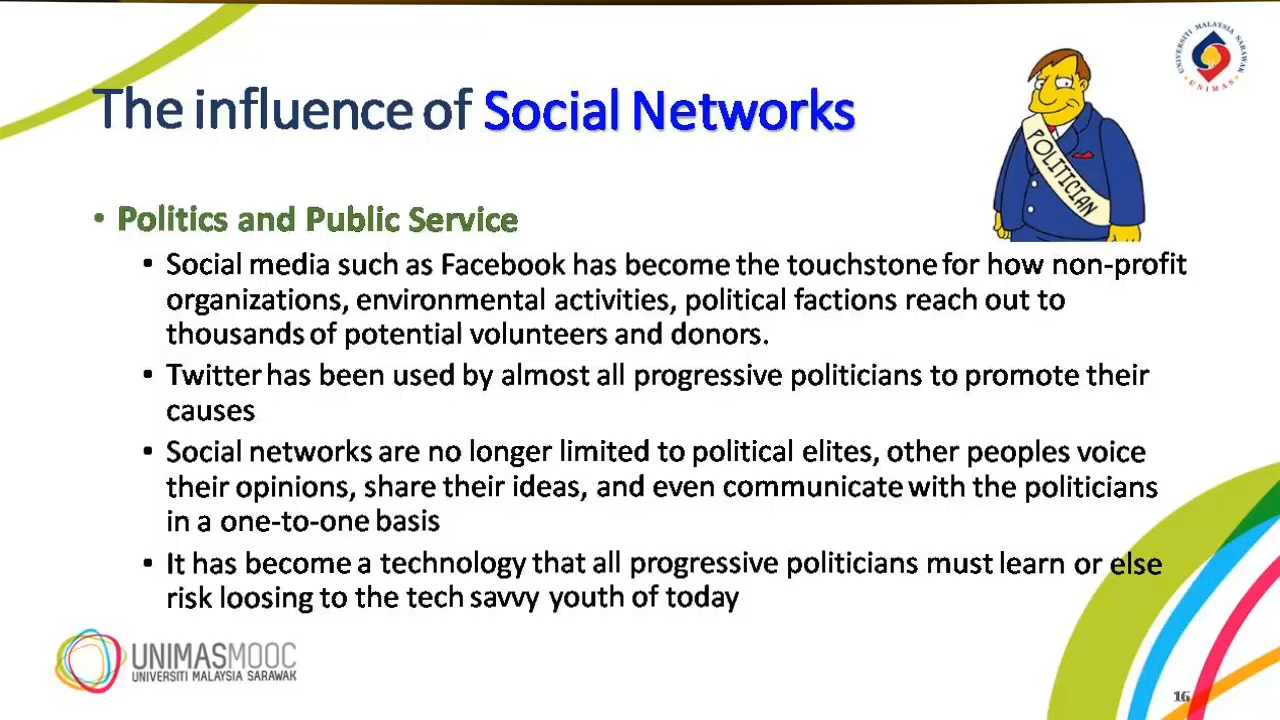 UNIVERSITI MALAYSIA SARAWAK
UNIMAS
The influence of Social Networks
POLITICIAN
• Politics and Public Service
• Social media such as Facebook has become the touchstone for how non-profit
organizations, environmental activities, political factions reach out to
thousands of potential volunteers and donors.
• Twitter has been used by almost all progressive politicians to promote their
causes
• Social networks are no longer limited to political elites, other peoples voice
their opinions, share their ideas, and even communicate with the politicians
in a one-to-one basis
• It has become a technology that all progressive politicians must learn or else
risk loosing to the tech savvy youth of today
UNIMASMOOC
UNIVERSITI MALAYSIA SARAWAK
16